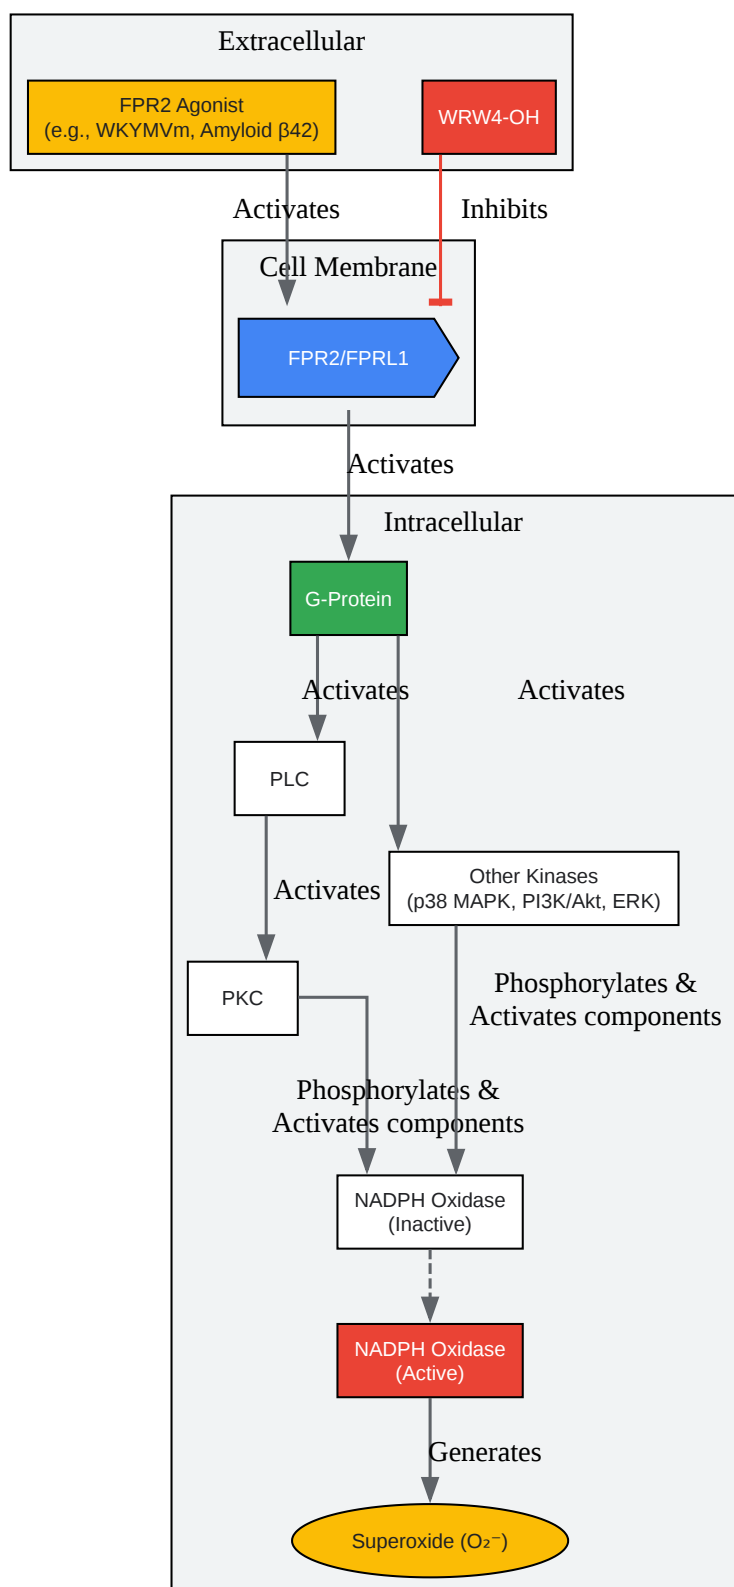 Extracellular
FPR2 Agonist
(e.g., WKYMVm, Amyloid β42)
WRW4-OH
Activates
Inhibits
Cell Membrane
FPR2/FPRL1
Activates
Intracellular
G-Protein
Activates
Activates
PLC
Other Kinases
(p38 MAPK, PI3K/Akt, ERK)
Activates
PKC
Phosphorylates &
Activates components
Phosphorylates &
Activates components
NADPH Oxidase
(Inactive)
NADPH Oxidase
(Active)
Generates
Superoxide (O₂⁻)